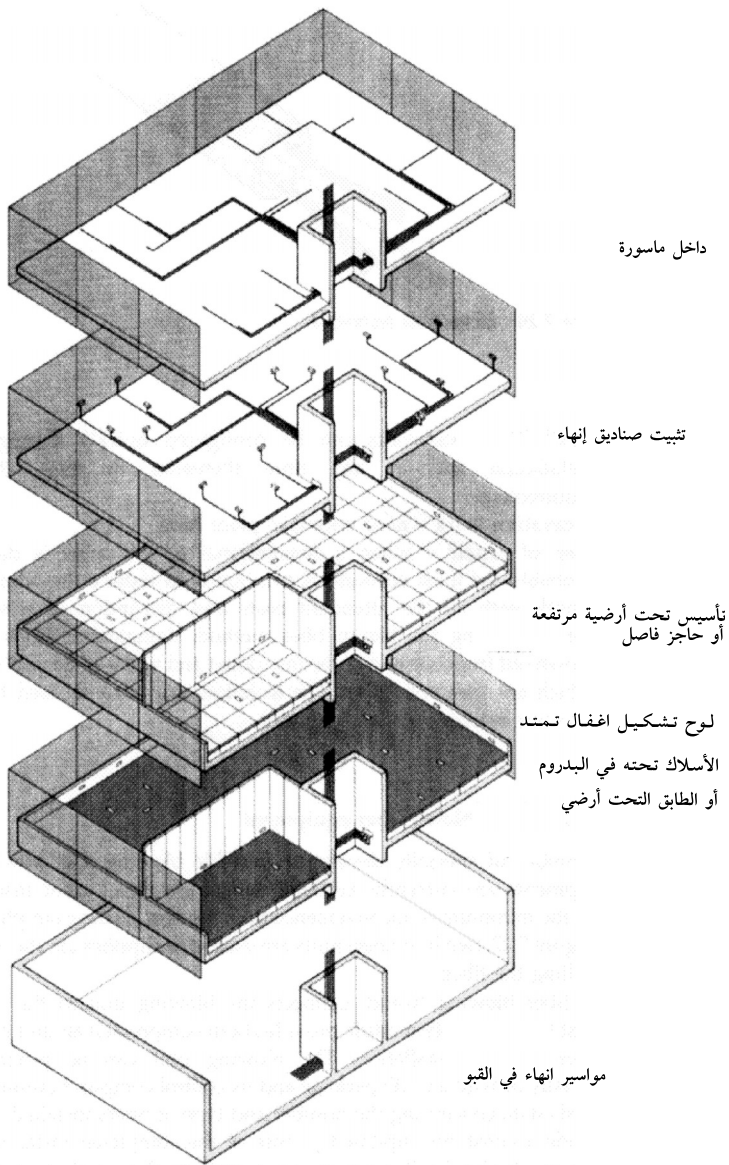 داخل ماسورة
تثبيت صناديق إنهاء
تأسيس تحت أرضية مرتفعة
أو حاجز فاصل
لوح تشكيل اغفال تمتد
الأسلاك تحته في البدروم
أو الطابق التحت أرضي
مواسير انهاء في القبو